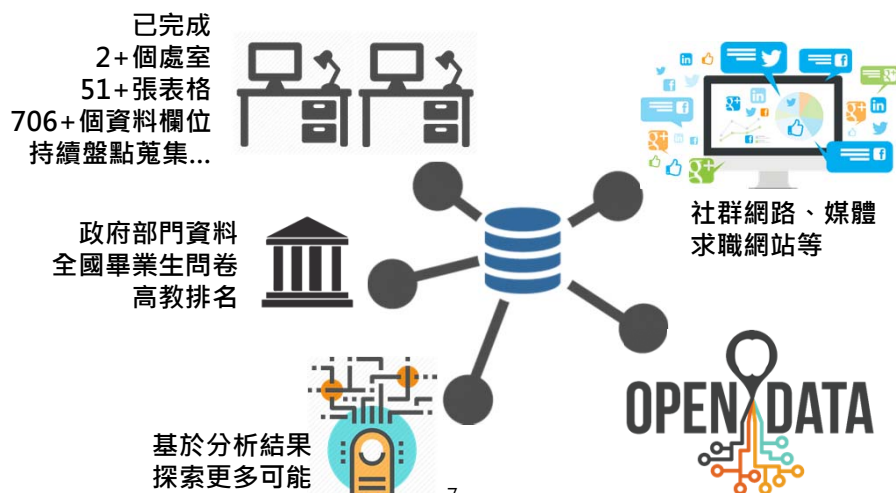 已完成
2+個處室
51+張表格
706+個資料欄位
持續盤點蒐集...
社群網路、媒體
求職網站等
政府部門資料
全國畢業生問卷
高教排名
OPEN DATA
基於分析結果
探索更多可能
7